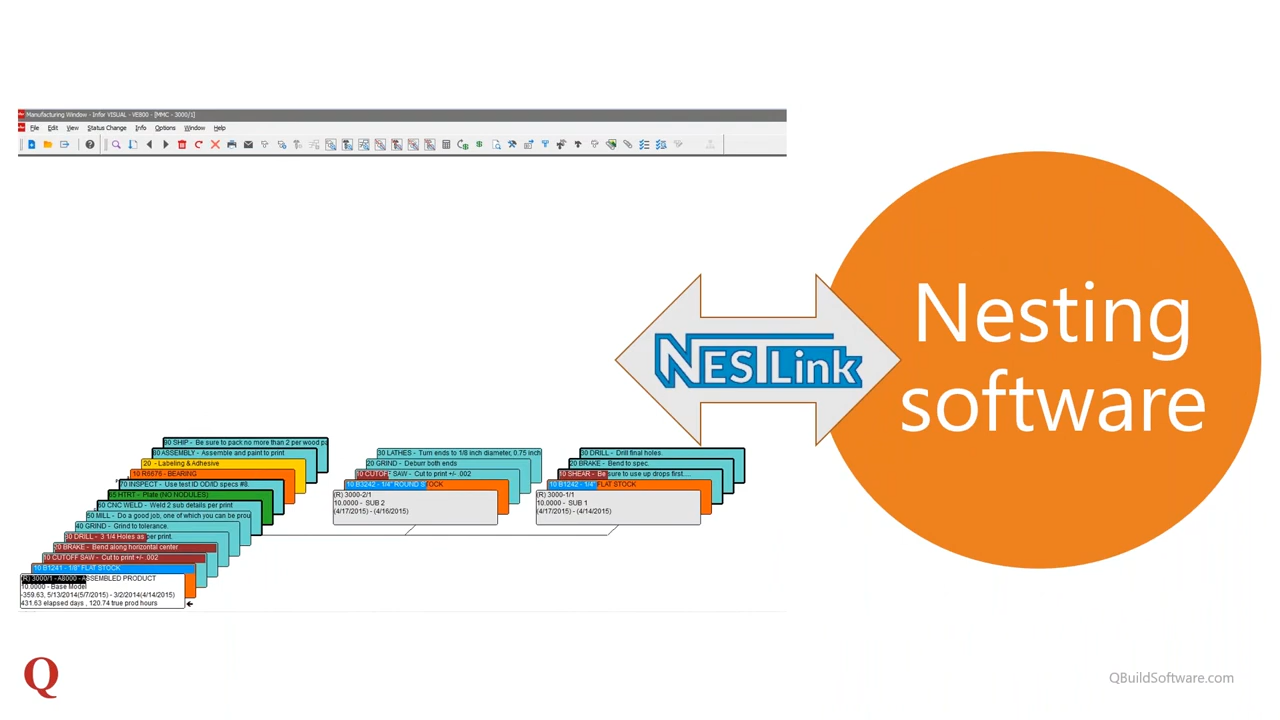 Manufacturing Window - Infor VISUAL - VE800 - [MMC - 3000/1]
File Edit View Status Change Info Options Window Help
Nesting
software
NESTLink
80 SHIP - Be sure to pack no more than 2 per wood pa
80 ASSEMBLY - Assemble and paint to print
20 - Labeling & Adhesive
10 R6676 - BEARING
70 INSPECT - Use test ID OD/ID specs #8.
65 HTRT - Plate (NO NODULES)
60 CNC WELD - Weld 2 sub details per print
50 MILL - Do a good job, one of which you can be prou
40 GRIND - Grind to tolerance.
30 DRILL - 3 1/4 Holes as per print.
20 BRAKE - Bend along horizontal center
10 CUTOFF SAW - Cut to print +/- .002
10 B1241 - 1/8" FLAT STOCK
(R) 3000/1 - A8000 - ASSEMBLED PRODUCT
10.0000 - Base Model
-359.63, 5/13/2014(5/7/2015) - 3/2/2014(4/14/2015)
431.63 elapsed days , 120.74 true prod hours
30 LATHES - Turn ends to 1/8 inch diameter, 0.75 inch
20 GRIND - Deburr both ends
10 CUTOFF SAW - Cut to print +/- .002
10 B3242 - 1/4" ROUND STOCK
(R) 3000-2/1
10.0000 - SUB 2
(4/17/2015) - (4/16/2015)
30 DRILL - Drill final holes.
20 BRAKE - Bend to spec.
10 SHEAR - Be sure to use up drops first....
10 B1242 - 1/4" FLAT STOCK
(R) 3000-1/1
10.0000 - SUB 1
(4/17/2015) - (4/14/2015)
Q
QBuildSoftware.com